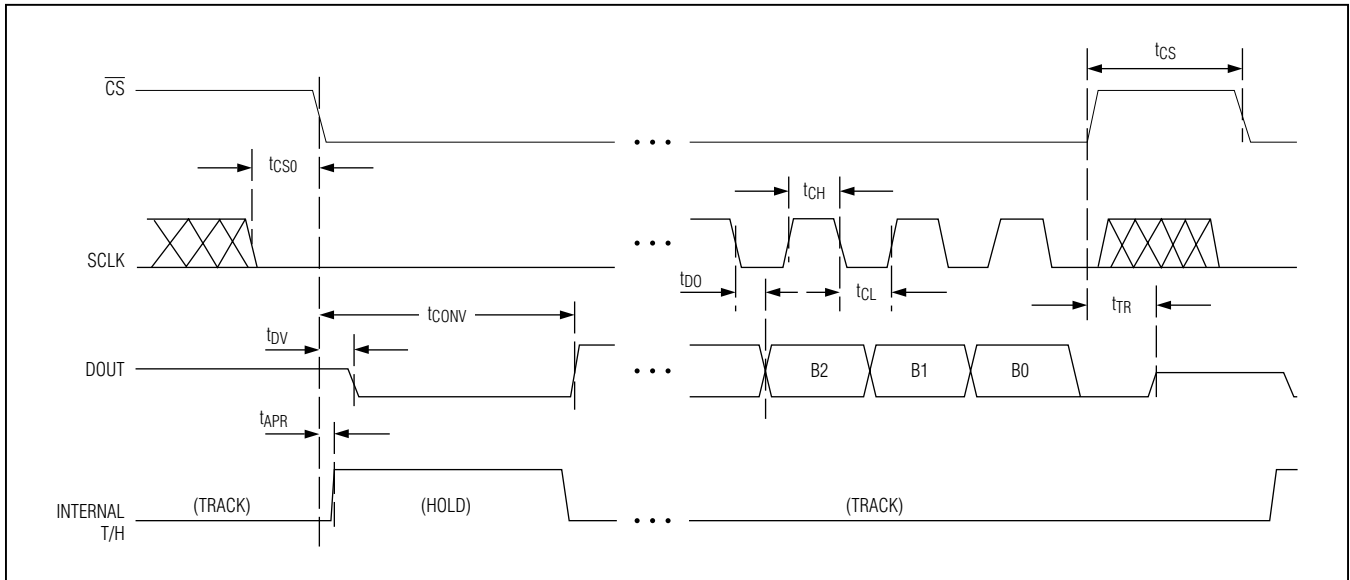 tCS
CS
tCS0
tCH
SCLK
tDO
tCL
tTR
tCONV
tDV
DOUT
B2
B1
B0
tAPR
(TRACK)
(HOLD)
(TRACK)
INTERNAL
T/H